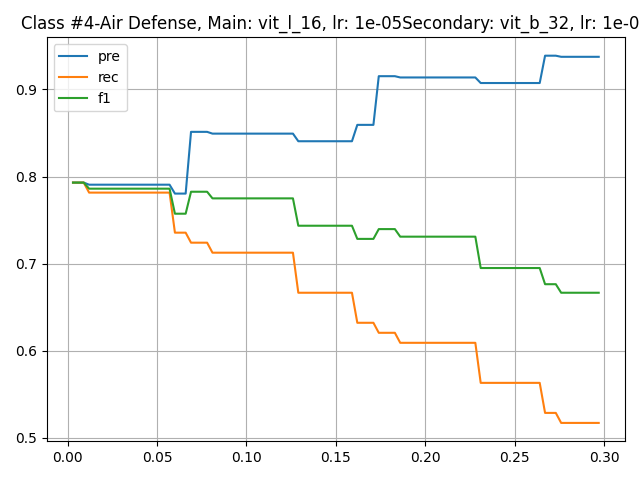 Class #4-Air Defense, Main: vit_l_16, lr: 1e-05Secondary: vit_b_32, lr: 1e-0
pre
rec
f1
0.9
0.8
0.7
0.6
0.5
0.00 0.05 0.10 0.15 0.20 0.25 0.30